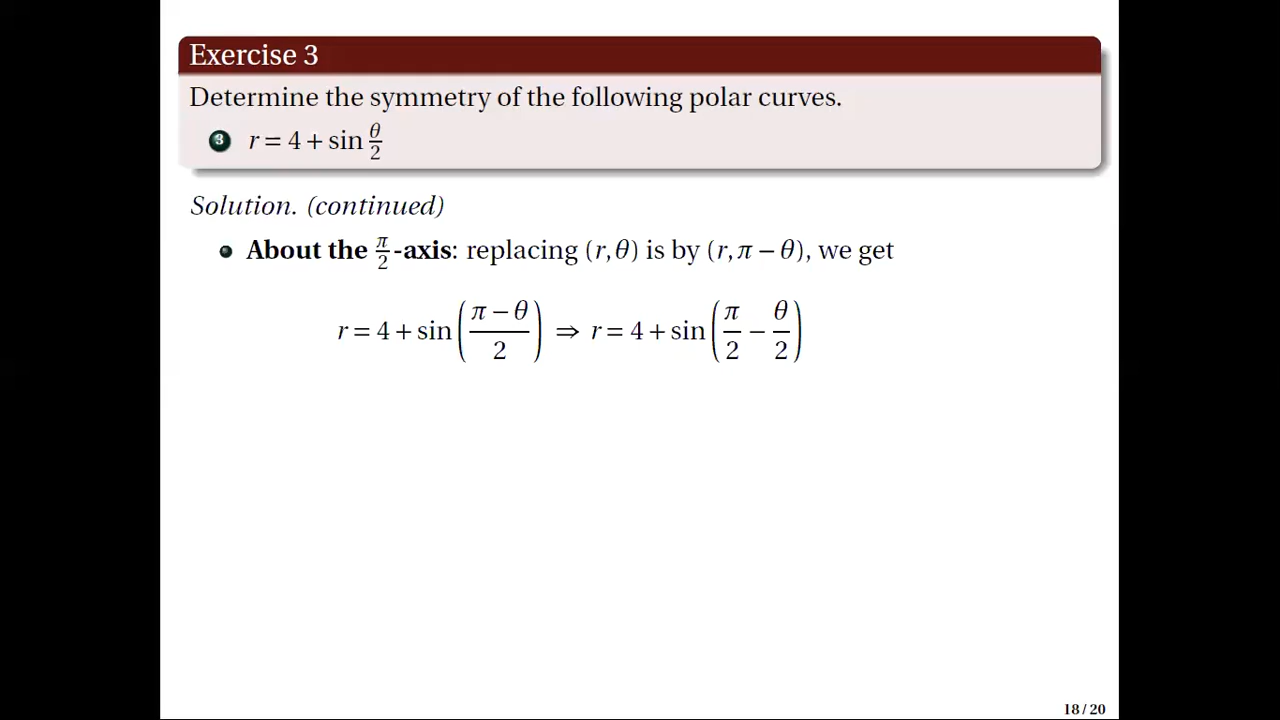 Exercise 3
Determine the symmetry of the following polar curves.
3 r = 4 + sin θ/2
Solution. (continued)
About the π/2-axis: replacing (r,θ) is by (r,π − θ), we get
r = 4 + sin((π − θ)/2) ⇒ r = 4 + sin(π/2 − θ/2)
18 / 20